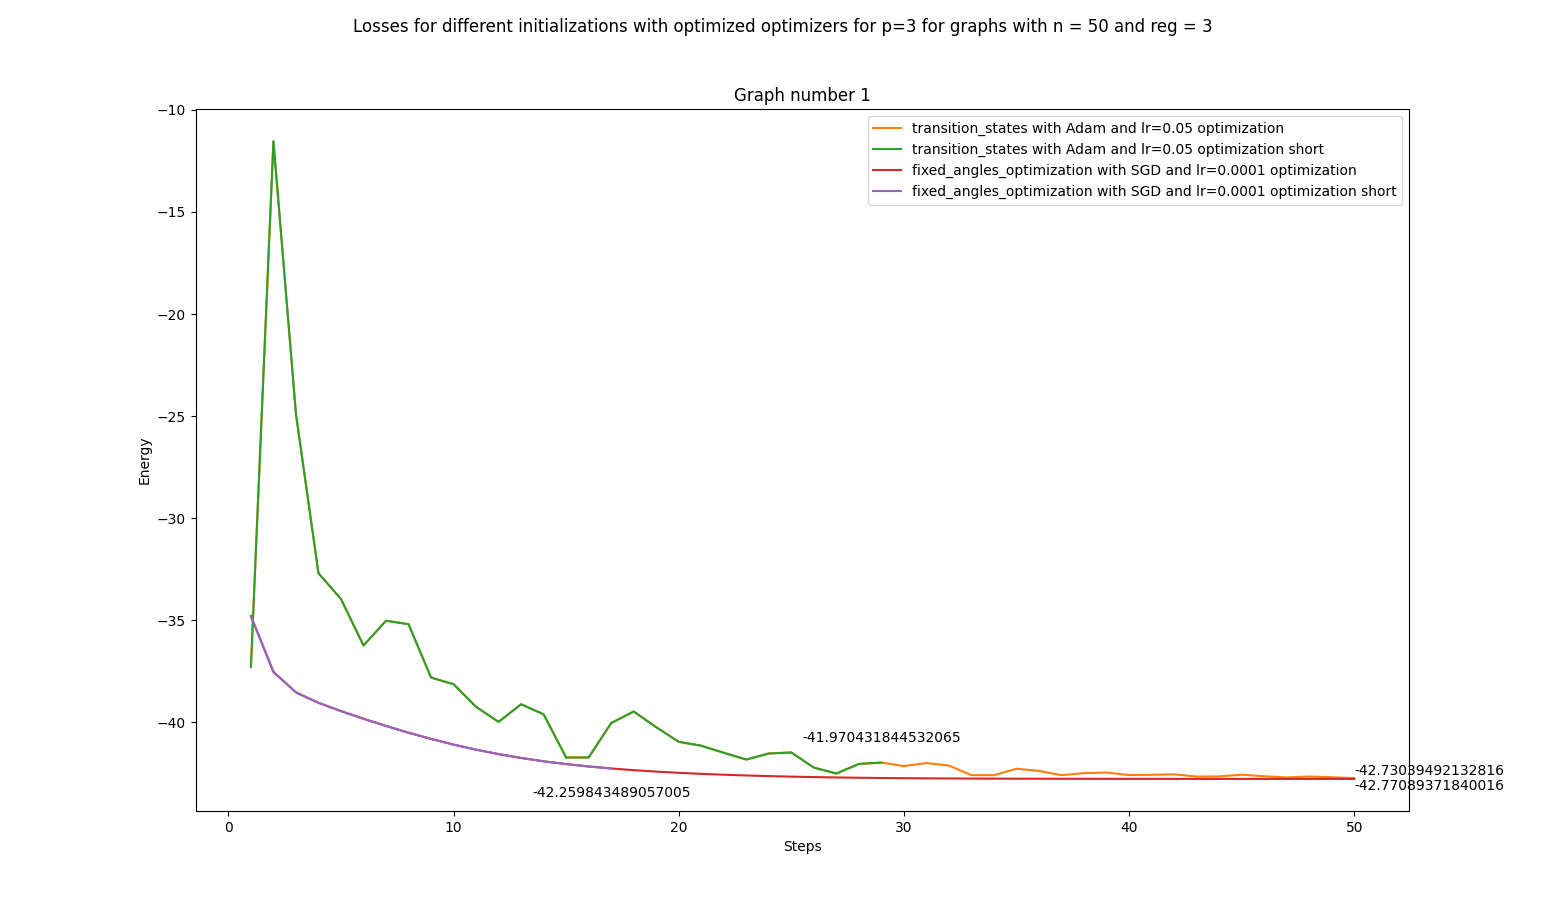 Losses for different initializations with optimized optimizers for p=3 for graphs with n = 50 and reg = 3
Graph number 1
transition_states with Adam and lr=0.05 optimization
transition_states with Adam and lr=0.05 optimization short
fixed_angles_optimization with SGD and lr=0.0001 optimization
fixed_angles_optimization with SGD and lr=0.0001 optimization short
−10
−15
−20
−25
−30
−35
−40
Energy
-41.970431844532065
-42.73039492132816
-42.77089371840016
-42.259843489057005
0
10
20
30
40
50
Steps